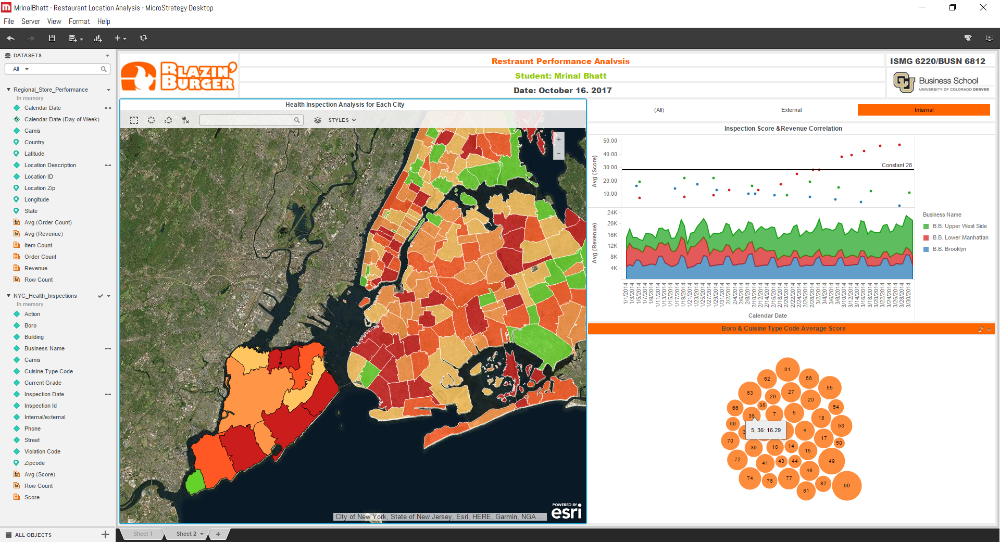 MrinalBhatt - Restaurant Location Analysis - MicroStrategy Desktop
File Server View Format Help
DATASETS
All
Regional_Store_Performance
In memory
Calendar Date
Calendar Date (Day of Week)
Camis
Country
Latitude
Location Description
Location ID
Location Zip
Longitude
State
Avg (Order Count)
Avg (Revenue)
Item Count
Order Count
Revenue
Row Count
NYC_Health_Inspections
In memory
Action
Boro
Building
Business Name
Camis
Cuisine Type Code
Current Grade
Inspection Date
Inspection Id
Internal/external
Phone
Street
Violation Code
Zipcode
Avg (Score)
Row Count
Score
ALL OBJECTS
BLAZIN' BURGER
Restraunt Performance Analysis
Student: Mrinal Bhatt
Date: October 16. 2017
ISMG 6220/BUSN 6812
CU
Business School
UNIVERSITY OF COLORADO DENVER
Health Inspection Analysis for Each City
STYLES
+
−
City of New York, State of New Jersey, Esri, HERE, Garmin, NGA...
POWERED BY
esri
(All) External Internal
Inspection Score &Revenue Correlation
Avg (Score)
50.00
40.00
30.00
20.00
10.00
Constant 28
Avg (Revenue)
24K
20K
16K
12K
8K
4K
1/1/2014
1/3/2014
1/5/2014
1/7/2014
1/9/2014
1/11/2014
1/13/2014
1/15/2014
1/17/2014
1/19/2014
1/21/2014
1/23/2014
1/25/2014
1/27/2014
1/29/2014
1/31/2014
2/2/2014
2/4/2014
2/6/2014
2/8/2014
2/10/2014
2/12/2014
2/14/2014
2/16/2014
2/18/2014
2/20/2014
2/22/2014
2/24/2014
2/26/2014
2/28/2014
3/2/2014
3/4/2014
3/6/2014
3/8/2014
3/10/2014
3/12/2014
3/14/2014
3/16/2014
3/18/2014
3/20/2014
3/22/2014
3/24/2014
3/26/2014
3/28/2014
3/30/2014
Calendar Date
Business Name
B.B. Upper West Side
B.B. Lower Manhattan
B.B. Brooklyn
Boro & Cuisine Type Code Average Score
61
62
56
63
27
55
29
20
66
35
54
36
7
5
18
69
53
5, 36: 16.29
4
70
17
50
39
10
14
15
72
41
43
44
49
48
74
76
77
82
99
81
Sheet 1
Sheet 2
+